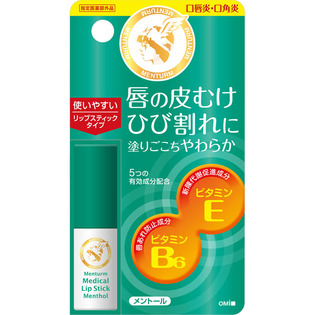 指定医薬部外品
口唇炎・口角炎
MENTURM
使いやすい
リップスティック
タイプ
唇の皮むけ
ひび割れに
塗りごこちやわらか
5つの
有効成分配合
新陳代謝促進成分
ビタミン
E
唇あれ防止成分
ビタミン
B6
Menturm
Medical
Lip Stick
Menthol
メントール
OMI